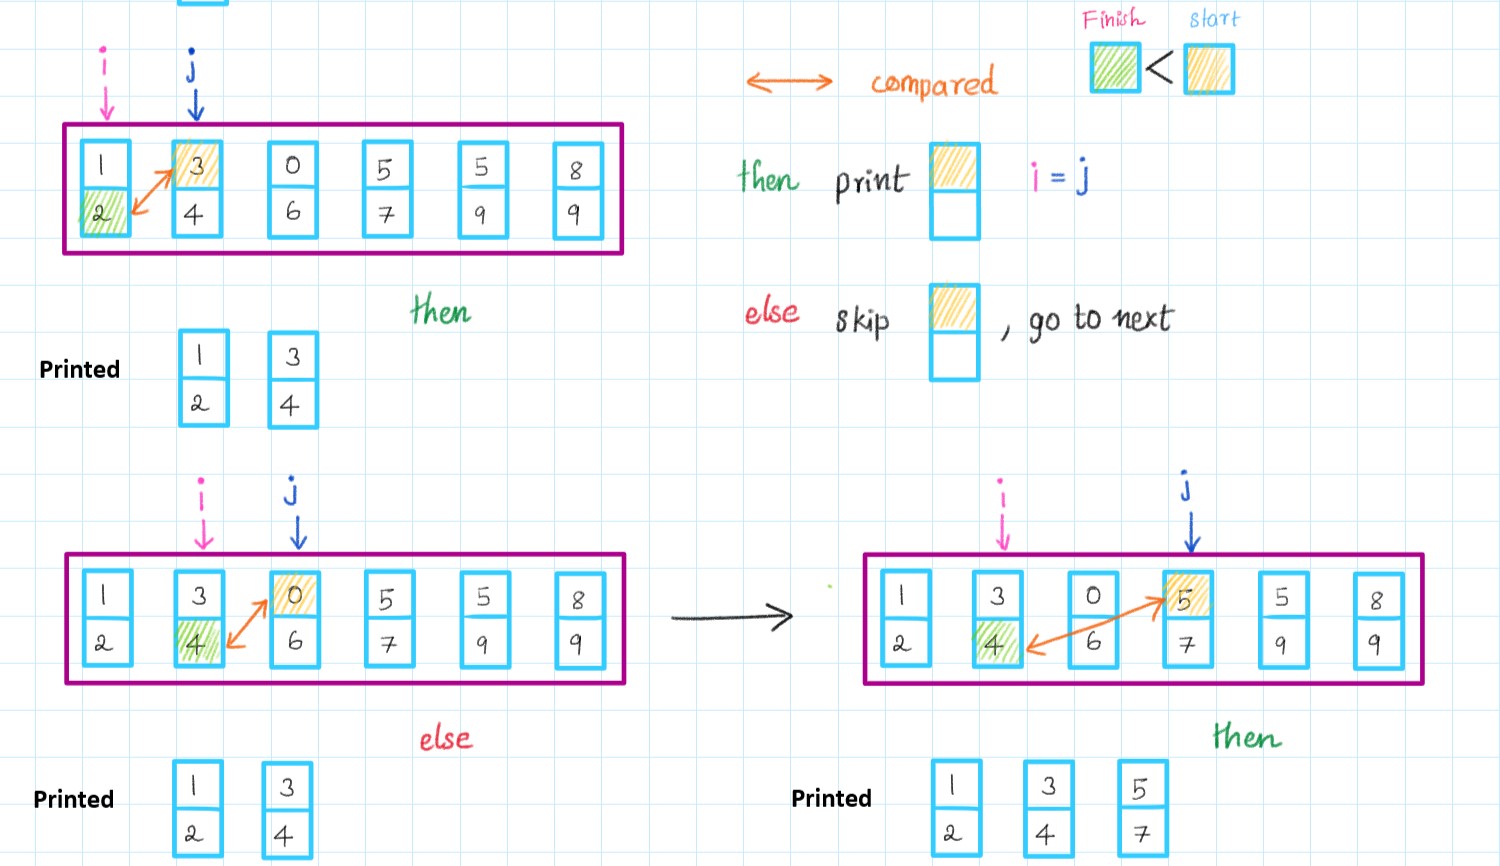 Finish start
<
i j
compared
1 3 0 5 5 8
2 4 6 7 9 9
then print i = j
then
else skip , go to next
Printed
1 3
2 4
i j
1 3 0 5 5 8
2 4 6 7 9 9
else
Printed
1 3
2 4
i j
1 3 0 5 5 8
2 4 6 7 9 9
then
Printed
1 3 5
2 4 7